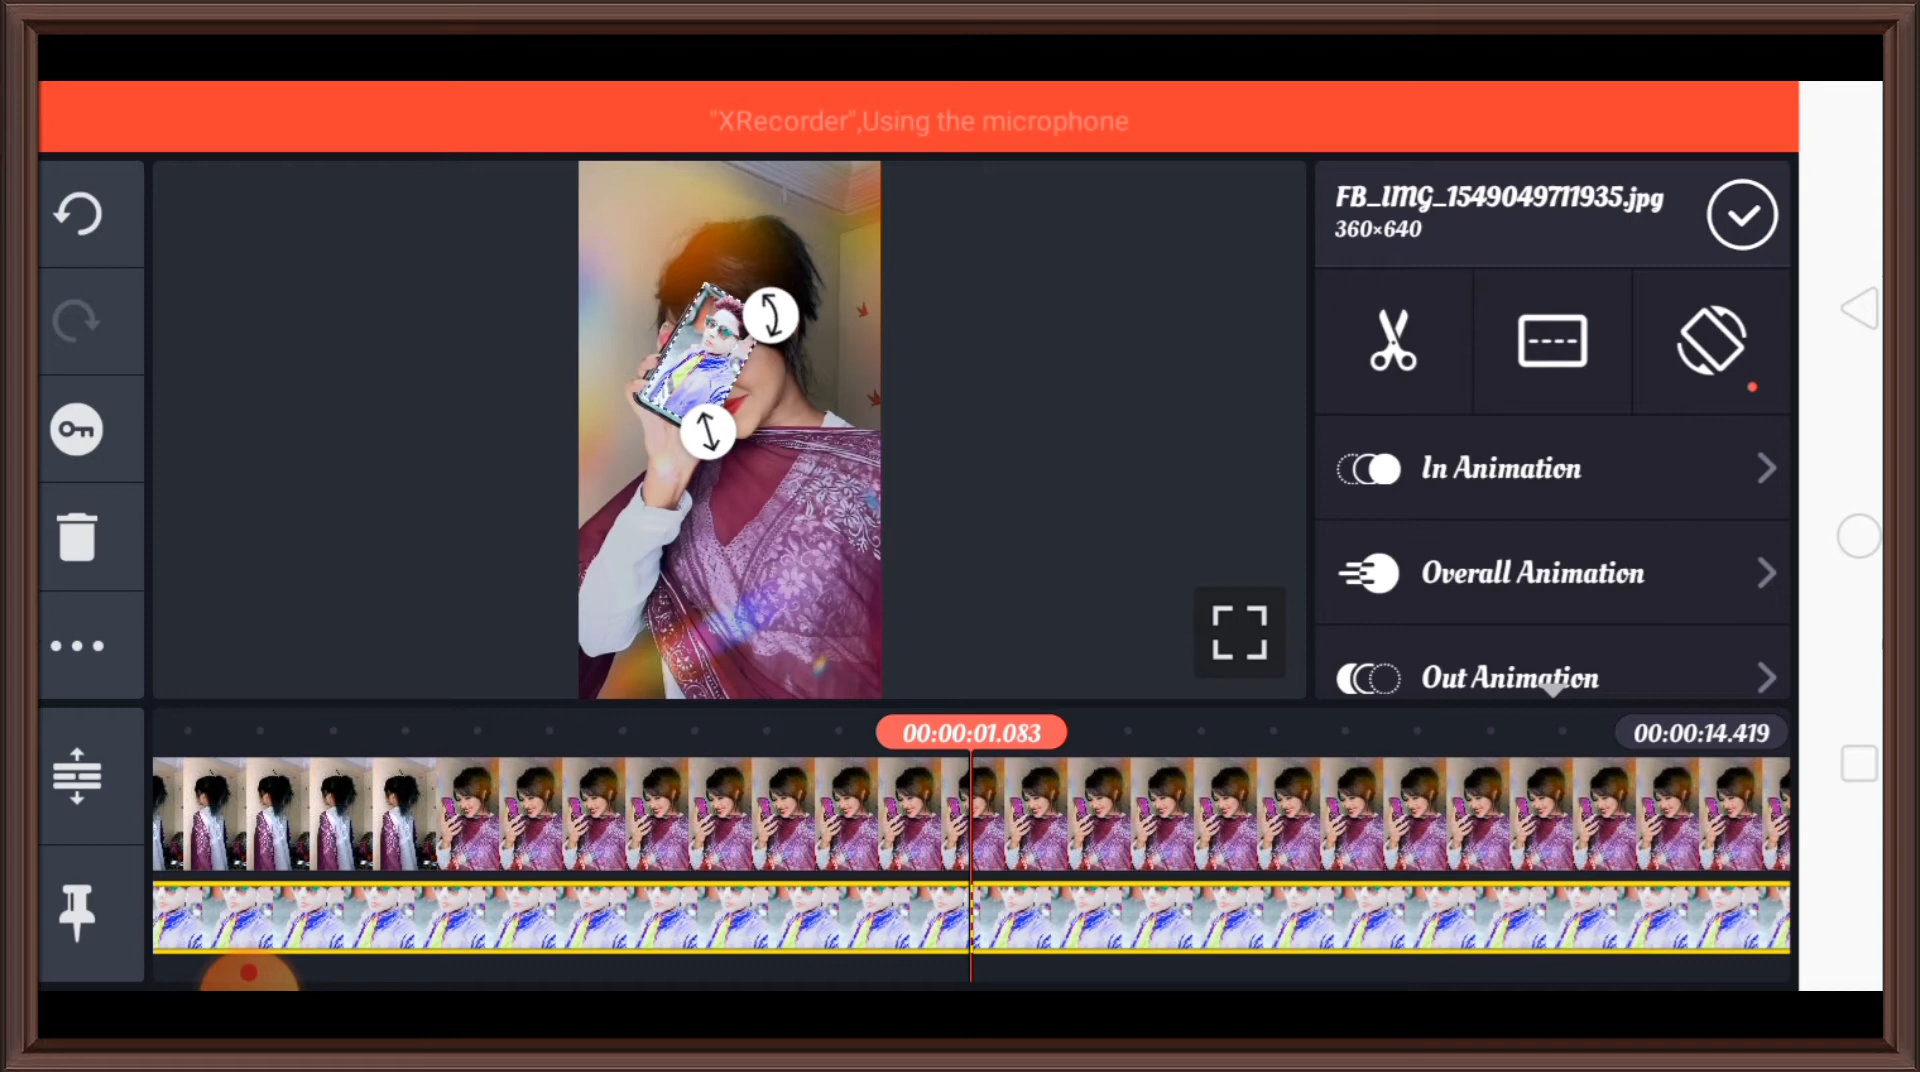 "XRecorder",Using the microphone
FB_IMG_1549049711935.jpg
360×640
In Animation
Overall Animation
Out Animation
00:00:01.083
00:00:14.419